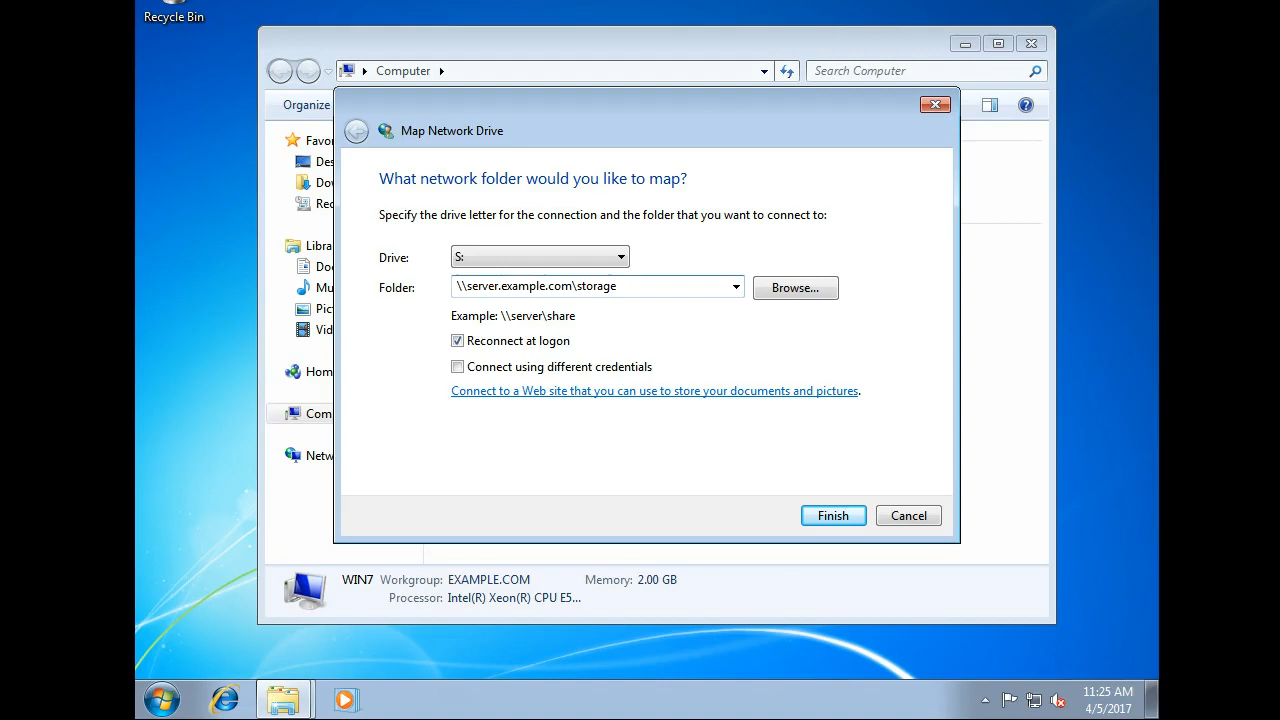 Recycle Bin
Computer
Search Computer
Organize
Map Network Drive
Favor
What network folder would you like to map?
Des
Dow
Rec
Specify the drive letter for the connection and the folder that you want to connect to:
Libra
Drive: S:
Doc
Folder: \\server.example.com\storage Browse...
Mu
Pict
Example: \\server\share
Vid
Reconnect at logon
Connect using different credentials
Hom
Connect to a Web site that you can use to store your documents and pictures.
Com
Netw
Finish Cancel
WIN7 Workgroup: EXAMPLE.COM Memory: 2.00 GB
Processor: Intel(R) Xeon(R) CPU E5...
11:25 AM
4/5/2017